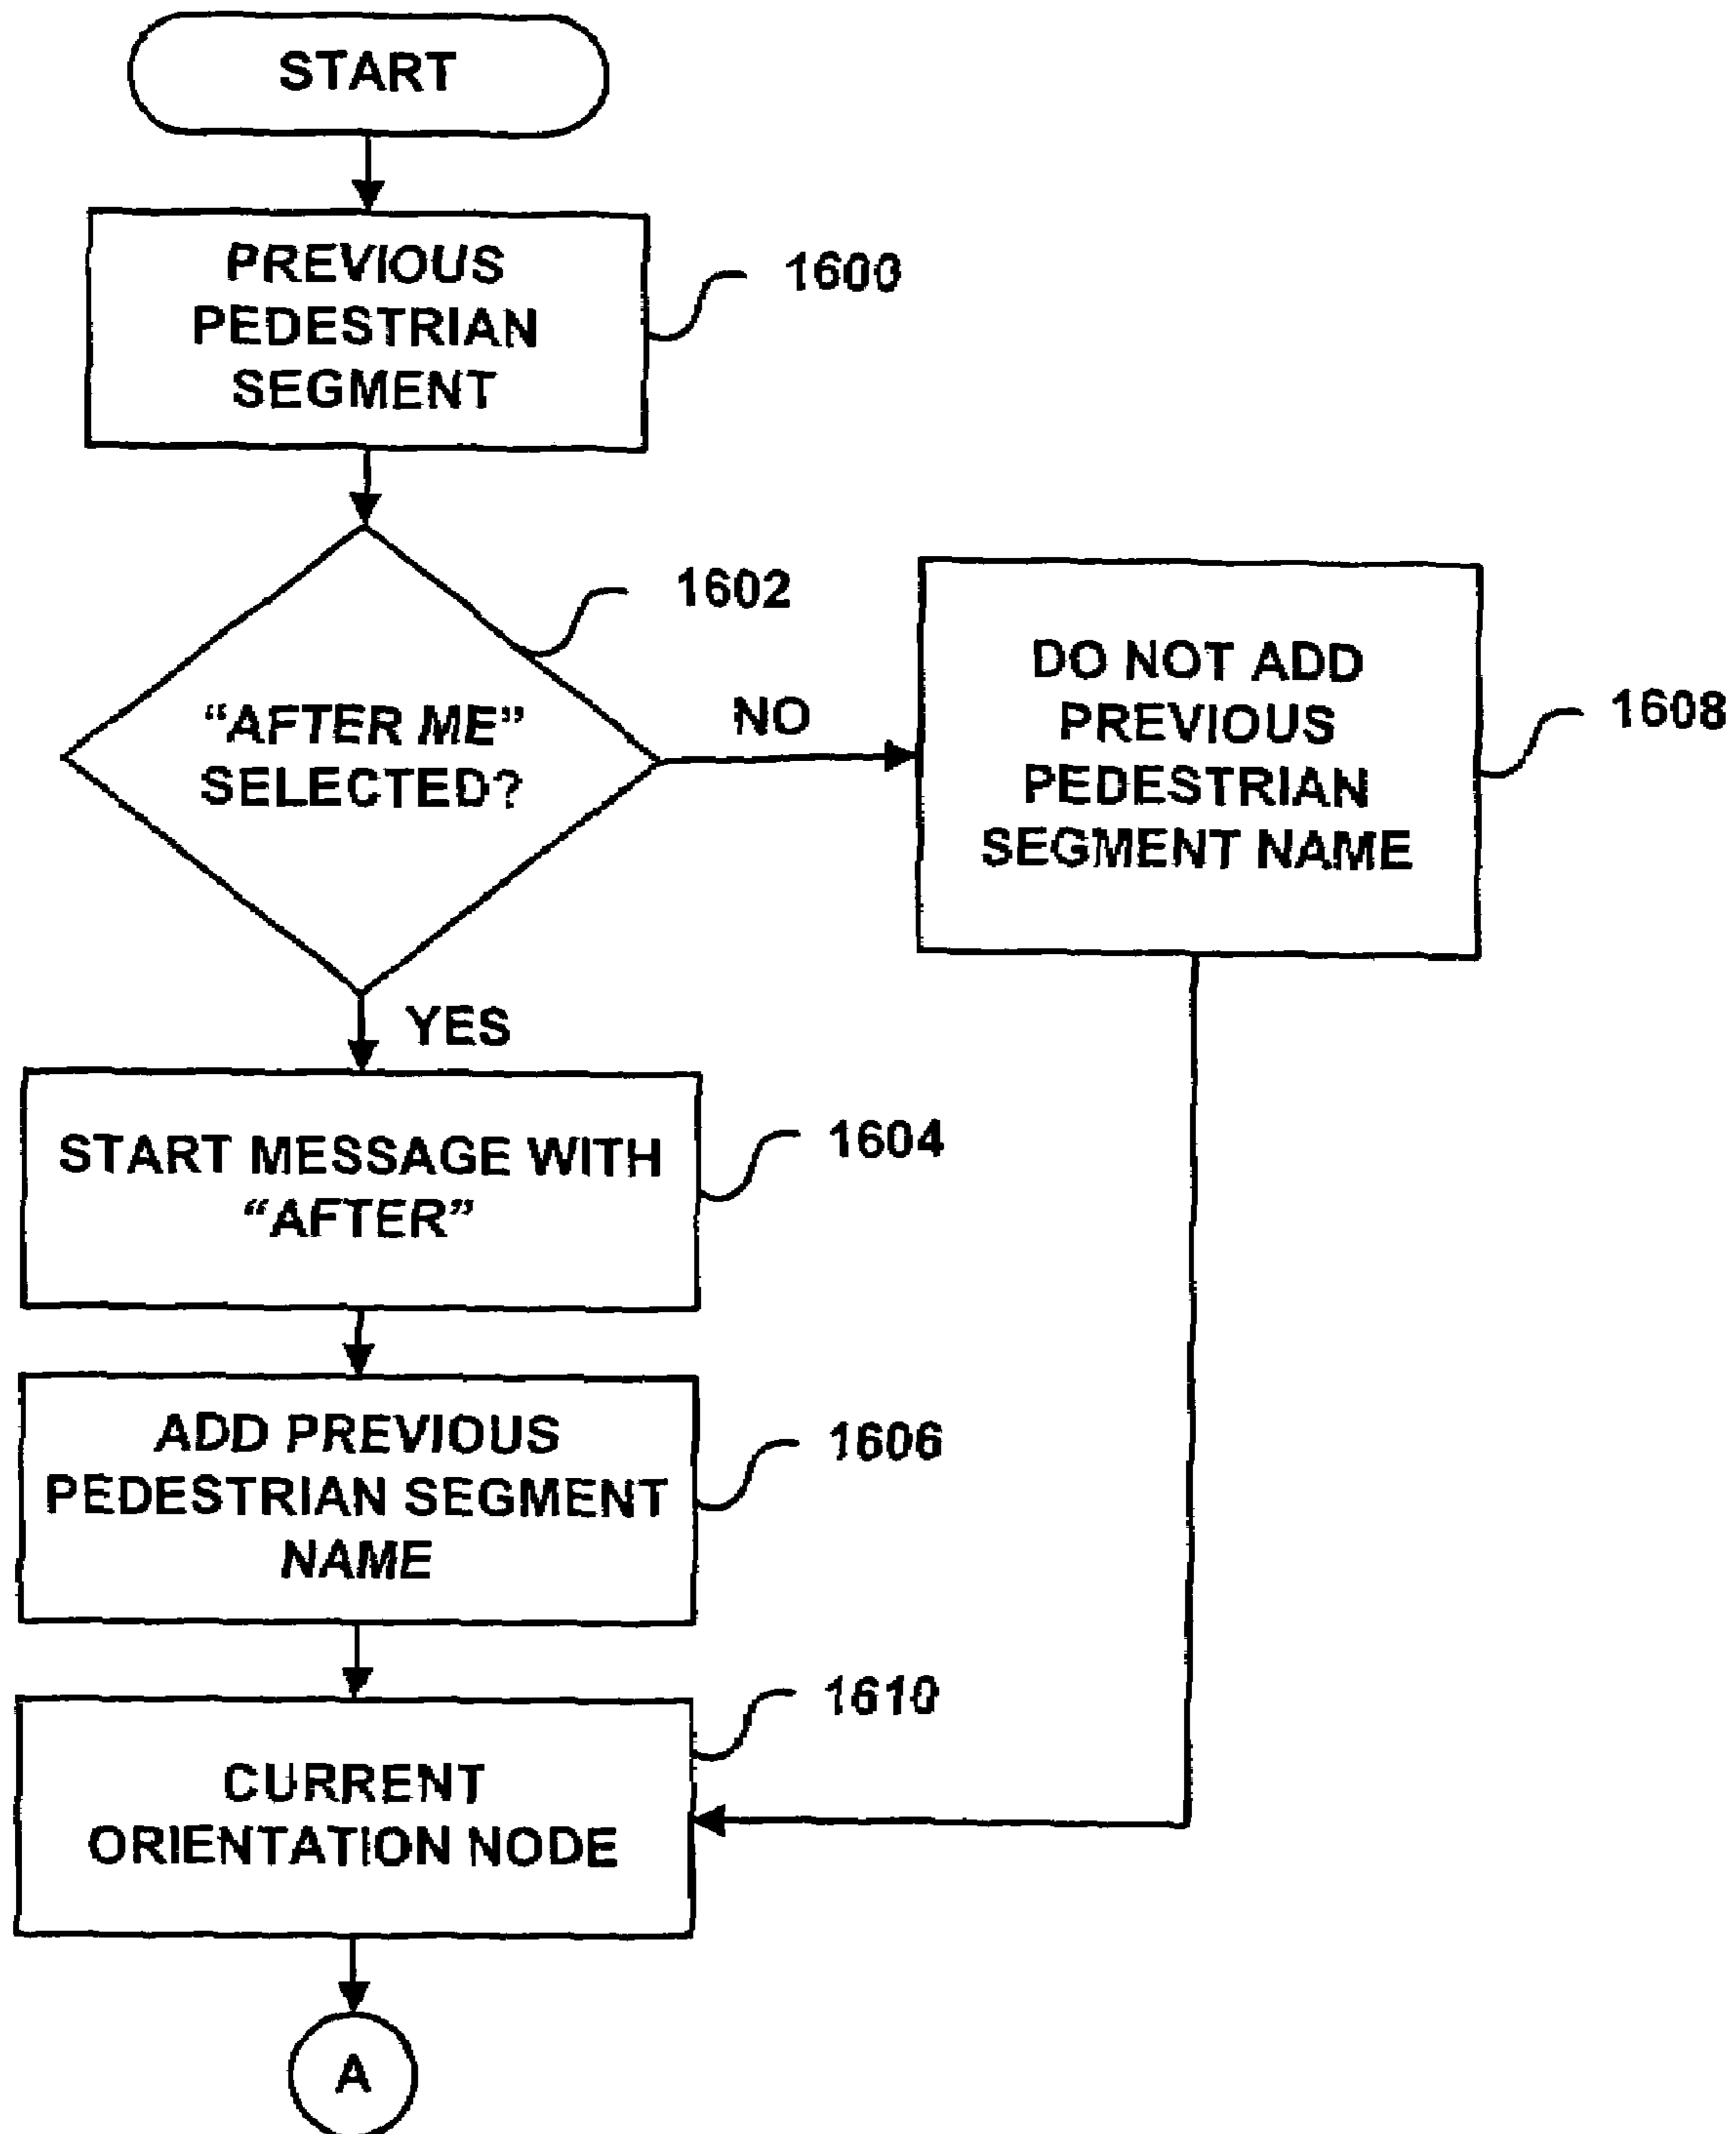 START
PREVIOUS
PEDESTRIAN
SEGMENT
1600
1602
“AFTER ME”
SELECTED?
NO
DO NOT ADD
PREVIOUS
PEDESTRIAN
SEGMENT NAME
1608
YES
START MESSAGE WITH
“AFTER”
1604
ADD PREVIOUS
PEDESTRIAN SEGMENT
NAME
1606
1610
CURRENT
ORIENTATION NODE
A